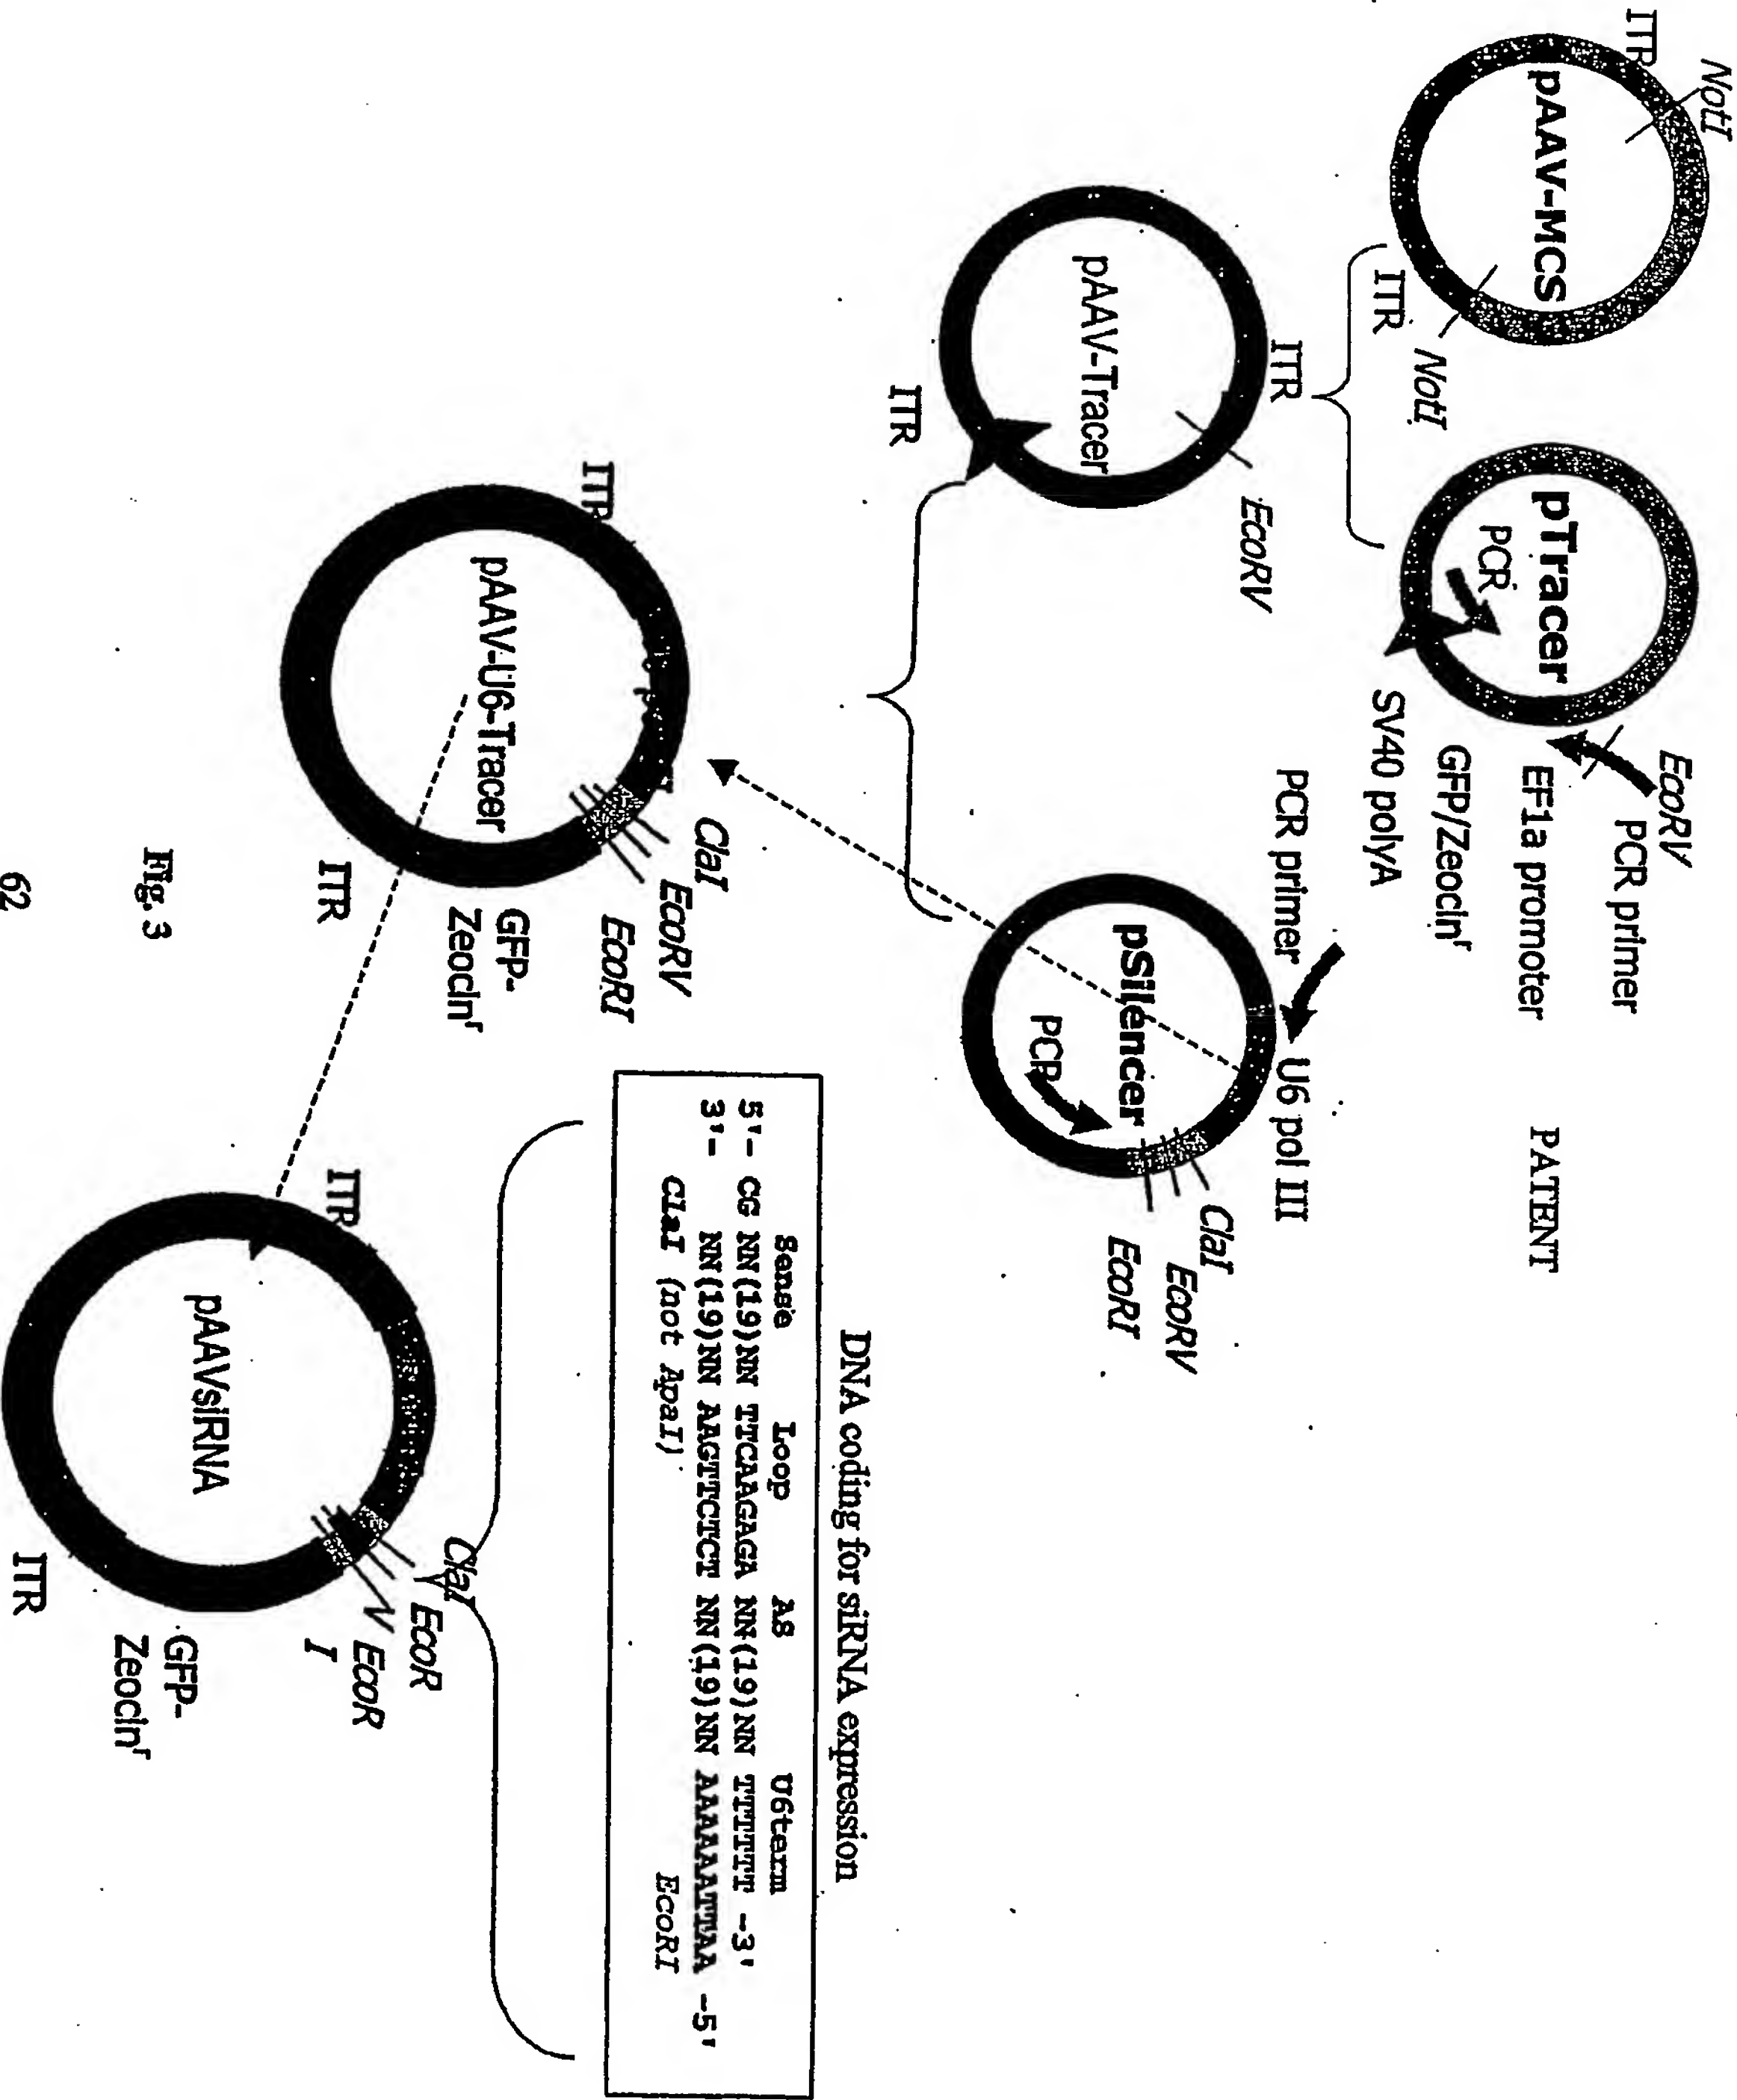 PATENT
NotI
ITR
pAAV-MCS
ITR
NotI
EcoRV
PCR primer
pTracer
PCR
EF1a promoter
GFP/Zeocinʳ
SV40 polyA
ITR
pAAV-Tracer
EcoRV
ITR
PCR primer
U6 pol III
pSilencer
PCR
ClaI
EcoRV
EcoRI
ITR
pAAV-U6-Tracer
ClaI
EcoRV
EcoRI
GFP-
Zeocinʳ
ITR
DNA coding for siRNA expression
Sense Loop AS U6term
5'- CG NN(19)NN TTCAAGAGA NN(19)NN TTTTTT -3'
3'- NN(19)NN AAGTTCTCT NN(19)NN AAAAAATTAA -5'
ClaI (not ApaI) EcoRI
ITR
pAAVsiRNA
ClaI
EcoR
V
EcoR
I
GFP-
Zeocinʳ
ITR
Fig. 3
62